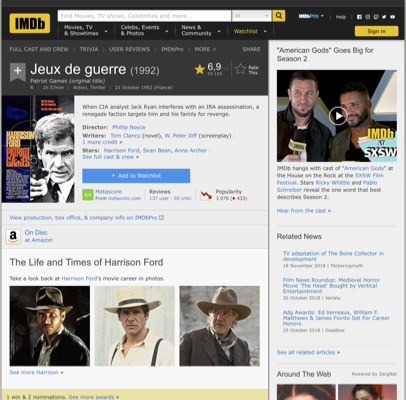 IMDb
Find Movies, TV shows, Celebrities and more...
All
IMDbPro
Help
Movies, TV & Showtimes
Celebs, Events & Photos
News & Community
Watchlist
Sign in
FULL CAST AND CREW | TRIVIA | USER REVIEWS | IMDbPro | MORE
SHARE
Jeux de guerre (1992)
Patriot Games (original title)
R | 1h 57min | Action, Thriller | 21 October 1992 (France)
6,9
Rate This
When CIA analyst Jack Ryan interferes with an IRA assassination, a
renegade faction targets him and his family for revenge.
Director: Phillip Noyce
Writers: Tom Clancy (novel), W. Peter Iliff (screenplay) |
1 more credit »
Stars: Harrison Ford, Sean Bean, Anne Archer |
See full cast & crew »
+ Add to Watchlist
64
Metascore
From metacritic.com
Reviews
137 user | 50 critic
Popularity
3 078
HARRISON
FORD
PATRIOT
GAMES
View production, box office, & company info on IMDbPro
a
On Disc
at Amazon
The Life and Times of Harrison Ford
Take a look back at Harrison Ford's movie career in photos.
See more Harrison »
1 win & 2 nominations. See more awards »
"American Gods" Goes Big for
Season 2
IMDb
at
SXSW
IMDb hangs with cast of "American Gods" at
the House on the Rock at the SXSW Film
Festival. Stars Ricky Whittle and Pablo
Schreiber reveal the one word that best
describes Season 2.
Hear from the cast »
Related News
TV adaptation of The Bone Collector in
development
18 November 2018 | Flickeringmyth
Film News Roundup: Medieval Horror
Movie 'The Head' Bought by Vertical
Entertainment
26 October 2018 | Variety
Adg Awards: Ed Verreaux, William F.
Matthews & James Fiorito Set For Career
Honors
25 October 2018 | Deadline
See all related articles »
Around The Web
Powered by ZergNet